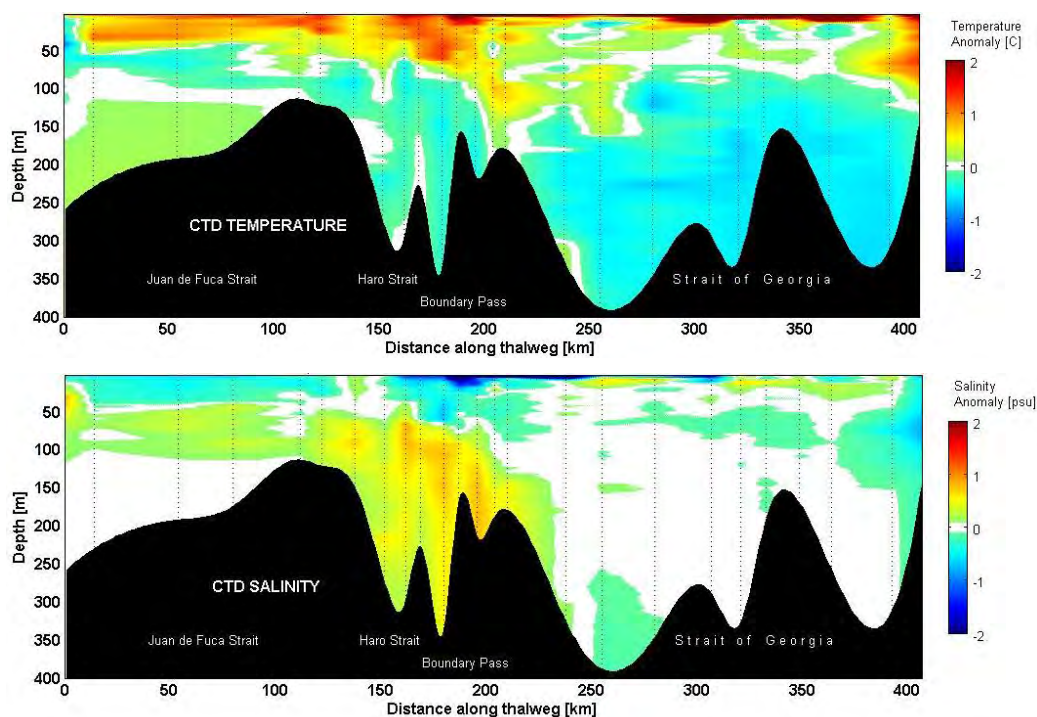 Temperature
Anomaly [C]
2
1
0
-1
-2
Depth [m]
50
100
150
200
250
300
350
400
CTD TEMPERATURE
Juan de Fuca Strait
Haro Strait
Boundary Pass
Strait of Georgia
0 50 100 150 200 250 300 350 400
Distance along thalweg [km]
Salinity
Anomaly [psu]
2
1
0
-1
-2
Depth [m]
50
100
150
200
250
300
350
400
CTD SALINITY
Juan de Fuca Strait
Haro Strait
Boundary Pass
Strait of Georgia
0 50 100 150 200 250 300 350 400
Distance along thalweg [km]